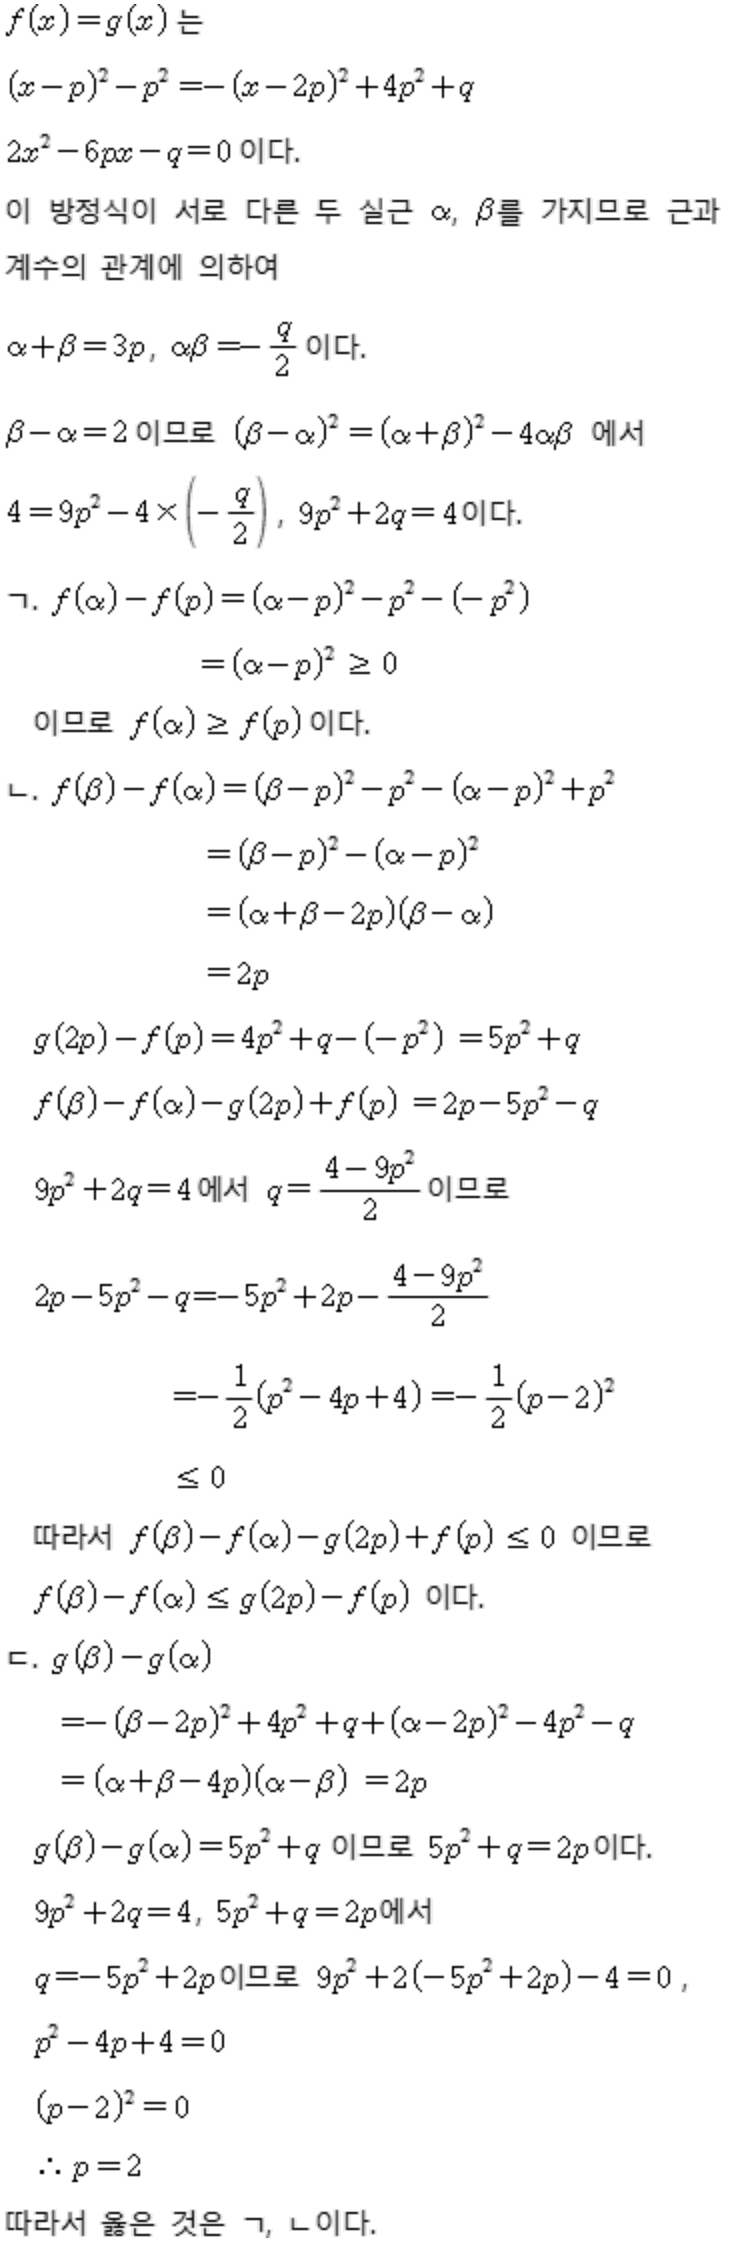 f(x)=g(x) 는
(x-p)²-p²=-(x-2p)²+4p²+q
2x²-6px-q=0 이다.
이 방정식이 서로 다른 두 실근 α, β를 가지므로 근과
계수의 관계에 의하여
α+β=3p, αβ=-q/2 이다.
β-α=2 이므로 (β-α)²=(α+β)²-4αβ 에서
4=9p²-4×(-q/2), 9p²+2q=4 이다.
ㄱ. f(α)-f(p)=(α-p)²-p²-(-p²)
=(α-p)² ≥ 0
이므로 f(α) ≥ f(p) 이다.
ㄴ. f(β)-f(α)=(β-p)²-p²-(α-p)²+p²
=(β-p)²-(α-p)²
=(α+β-2p)(β-α)
=2p
g(2p)-f(p)=4p²+q-(-p²) =5p²+q
f(β)-f(α)-g(2p)+f(p) =2p-5p²-q
9p²+2q=4 에서 q=(4-9p²)/2 이므로
2p-5p²-q=-5p²+2p-(4-9p²)/2
=-1/2(p²-4p+4)=-1/2(p-2)²
≤ 0
따라서 f(β)-f(α)-g(2p)+f(p) ≤ 0 이므로
f(β)-f(α) ≤ g(2p)-f(p) 이다.
ㄷ. g(β)-g(α)
=-(β-2p)²+4p²+q+(α-2p)²-4p²-q
=(α+β-4p)(α-β) =2p
g(β)-g(α)=5p²+q 이므로 5p²+q=2p이다.
9p²+2q=4, 5p²+q=2p에서
q=-5p²+2p이므로 9p²+2(-5p²+2p)-4=0 ,
p²-4p+4=0
(p-2)²=0
∴ p=2
따라서 옳은 것은 ㄱ, ㄴ이다.